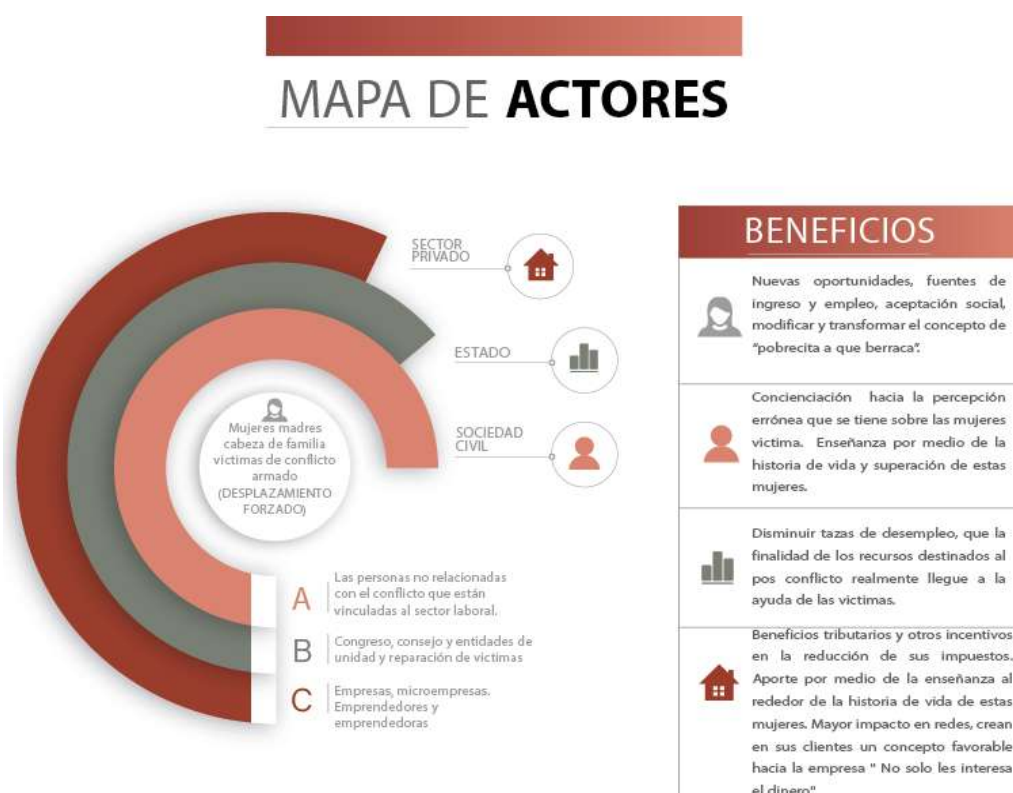 MAPA DE ACTORES
SECTOR
PRIVADO
ESTADO
SOCIEDAD
CIVIL
Mujeres madres
cabeza de familia
victimas de conflicto
armado
(DESPLAZAMIENTO
FORZADO)
A
Las personas no relacionadas
con el conflicto que están
vinculadas al sector laboral.
B
Congreso, consejo y entidades de
unidad y reparación de victimas
C
Empresas, microempresas.
Emprendedores y
emprendedoras
BENEFICIOS
Nuevas oportunidades, fuentes de
ingreso y empleo, aceptación social,
modificar y transformar el concepto de
"pobrecita a que berraca".
Concienciación hacia la percepción
errónea que se tiene sobre las mujeres
victima. Enseñanza por medio de la
historia de vida y superación de estas
mujeres.
Disminuir tazas de desempleo, que la
finalidad de los recursos destinados al
pos conflicto realmente llegue a la
ayuda de las victimas.
Beneficios tributarios y otros incentivos
en la reducción de sus impuestos.
Aporte por medio de la enseñanza al
rededor de la historia de vida de estas
mujeres. Mayor impacto en redes, crean
en sus clientes un concepto favorable
hacia la empresa " No solo les interesa
el dinero"